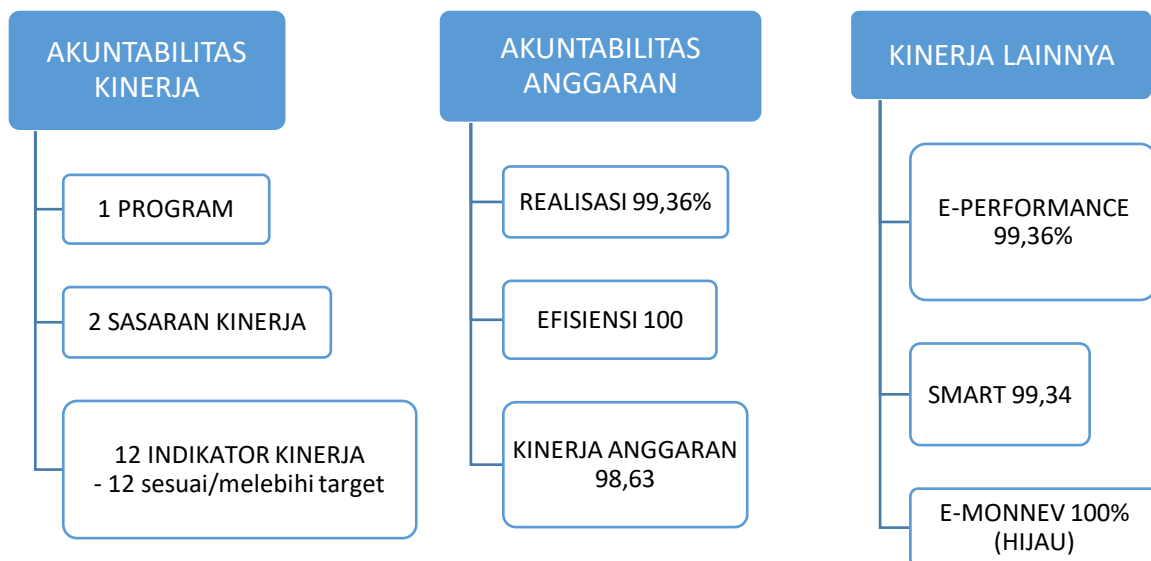 AKUNTABILITAS
KINERJA
1 PROGRAM
2 SASARAN KINERJA
12 INDIKATOR KINERJA
- 12 sesuai/melebihi target
AKUNTABILITAS
ANGGARAN
REALISASI 99,36%
EFISIENSI 100
KINERJA ANGGARAN
98,63
KINERJA LAINNYA
E-PERFORMANCE
99,36%
SMART 99,34
E-MONNEV 100%
(HIJAU)